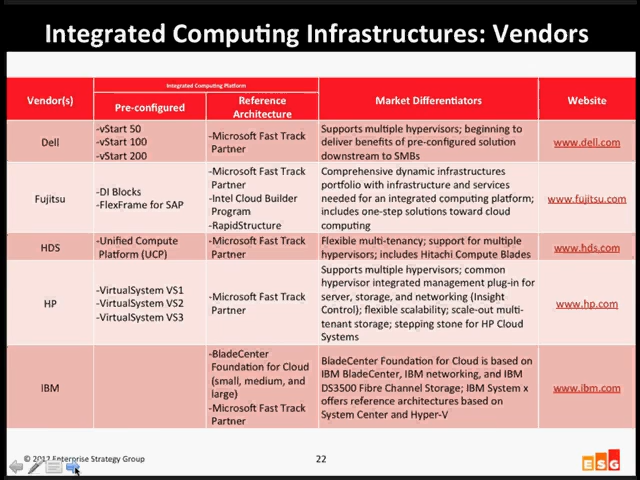 Integrated Computing Infrastructures: Vendors
Vendor(s)
Integrated Computing Platform
Pre-configured
Reference
Architecture
Market Differentiators
Website
Dell
-vStart 50
-vStart 100
-vStart 200
-Microsoft Fast Track
Partner
Supports multiple hypervisors; beginning to
deliver benefits of pre-configured solution
downstream to SMBs
www.dell.com
Fujitsu
-DI Blocks
-FlexFrame for SAP
-Microsoft Fast Track
Partner
-Intel Cloud Builder
Program
-RapidStructure
Comprehensive dynamic infrastructures
portfolio with infrastructure and services
needed for an integrated computing platform;
includes one-step solutions toward cloud
computing
www.fujitsu.com
HDS
-Unified Compute
Platform (UCP)
-Microsoft Fast Track
Partner
Flexible multi-tenancy; support for multiple
hypervisors; includes Hitachi Compute Blades
www.hds.com
HP
-VirtualSystem VS1
-VirtualSystem VS2
-VirtualSystem VS3
-Microsoft Fast Track
Partner
Supports multiple hypervisors; common
hypervisor integrated management plug-in for
server, storage, and networking (Insight
Control); flexible scalability; scale-out multi-
tenant storage; stepping stone for HP Cloud
Systems
www.hp.com
IBM
-BladeCenter
Foundation for Cloud
(small, medium, and
large)
-Microsoft Fast Track
Partner
BladeCenter Foundation for Cloud is based on
IBM BladeCenter, IBM networking, and IBM
DS3500 Fibre Channel Storage; IBM System x
offers reference architectures based on
System Center and Hyper-V
www.ibm.com
© 2012 Enterprise Strategy Group
22
ESG